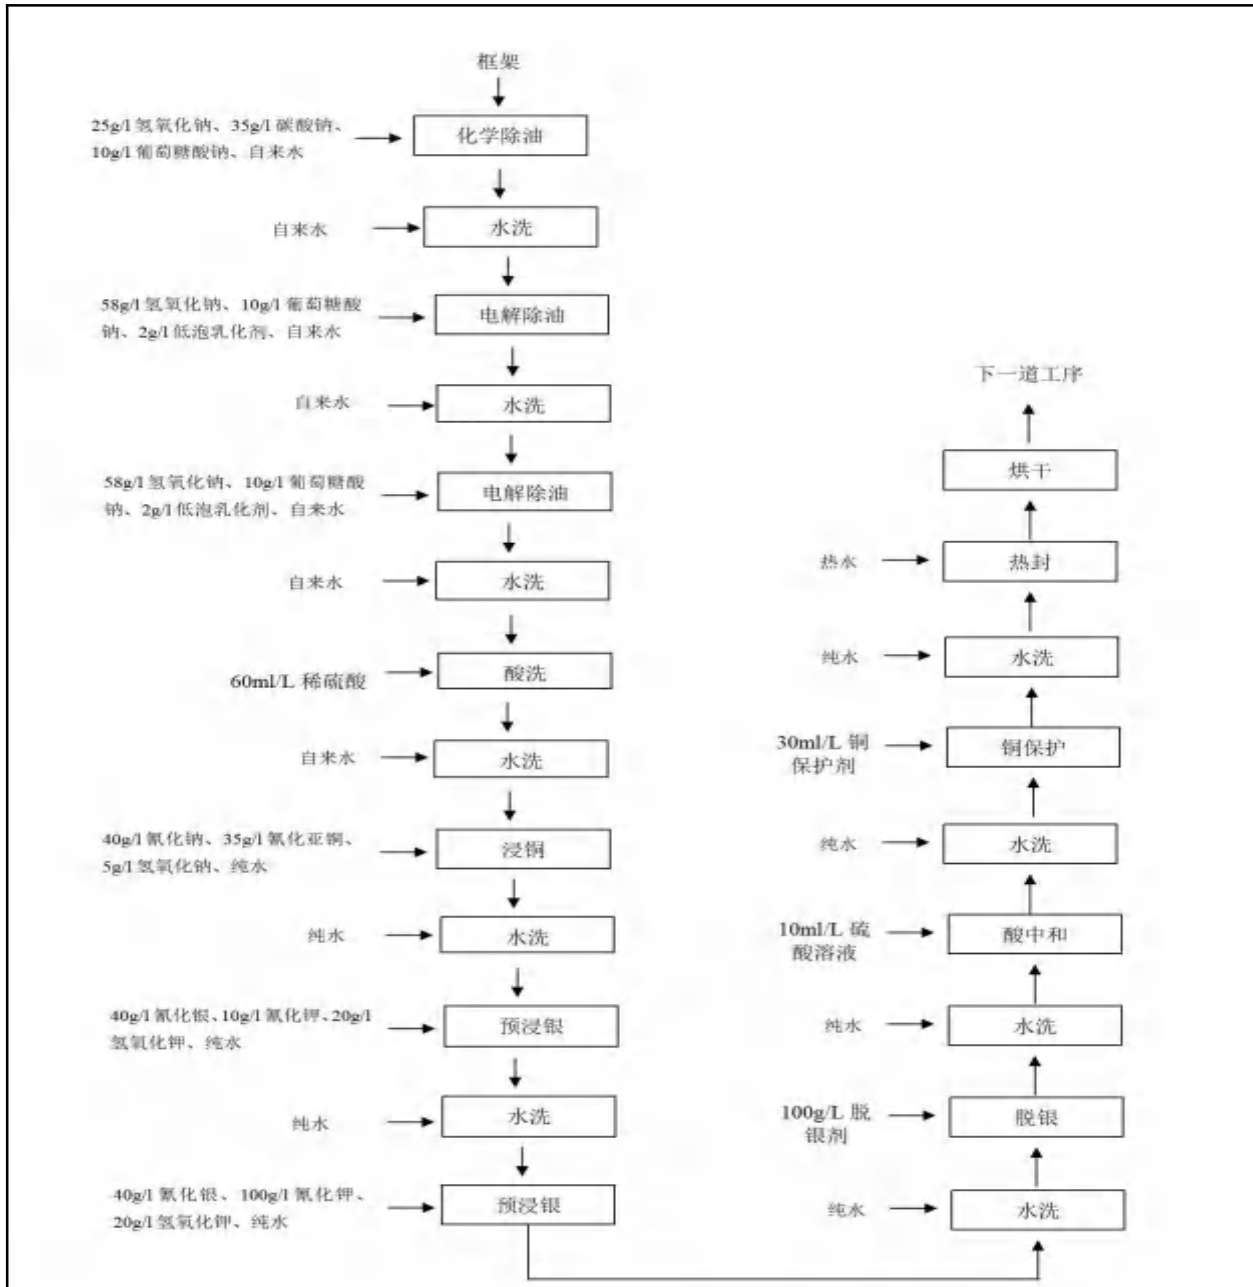 框架
25g/l 氢氧化钠、35g/l 碳酸钠、
10g/l 葡萄糖酸钠、自来水
化学除油
自来水
水洗
58g/l 氢氧化钠、10g/l 葡萄糖酸
钠、2g/l 低泡乳化剂、自来水
电解除油
自来水
水洗
58g/l 氢氧化钠、10g/l 葡萄糖酸
钠、2g/l 低泡乳化剂、自来水
电解除油
自来水
水洗
60ml/L 稀硫酸
酸洗
自来水
水洗
40g/l 氰化钠、35g/l 氰化亚铜、
5g/l 氢氧化钠、纯水
浸铜
纯水
水洗
40g/l 氰化银、10g/l 氰化钾、20g/l
氢氧化钾、纯水
预浸银
纯水
水洗
40g/l 氰化银、100g/l 氰化钾、
20g/l 氢氧化钾、纯水
预浸银
纯水
水洗
100g/L 脱
银剂
脱银
纯水
水洗
10ml/L 硫
酸溶液
酸中和
纯水
水洗
30ml/L 铜
保护剂
铜保护
纯水
水洗
热水
热封
烘干
下一道工序